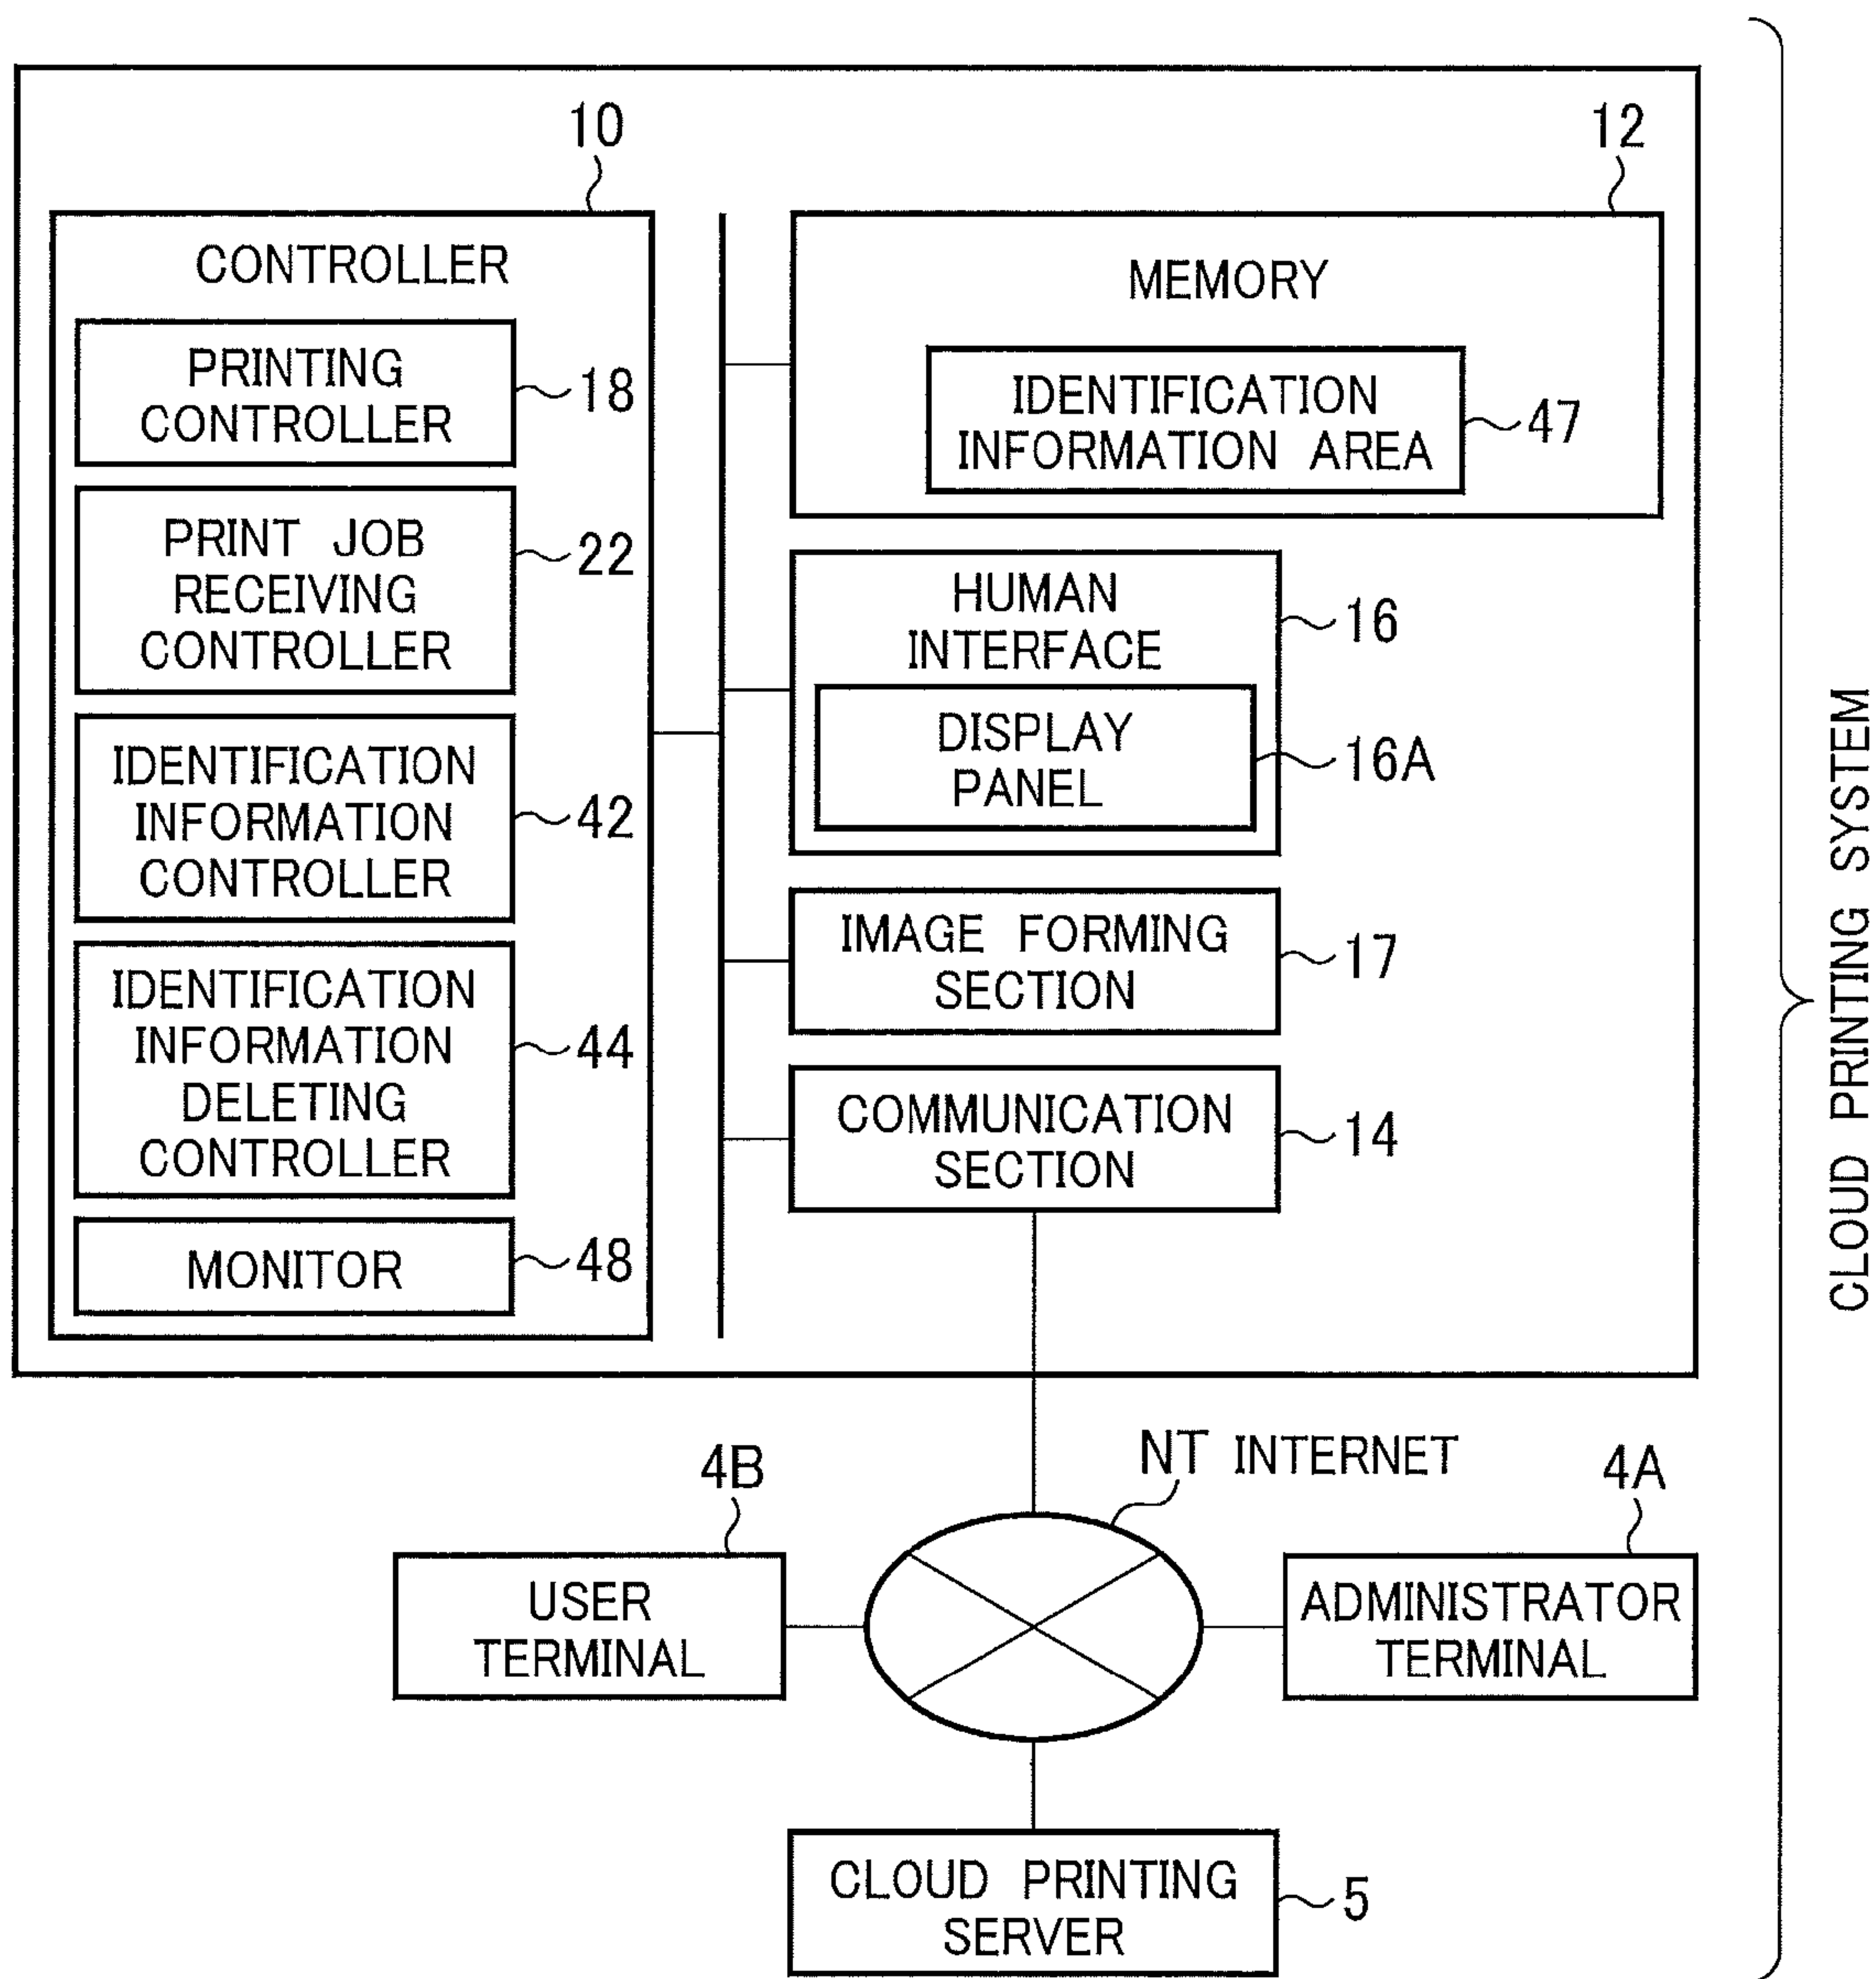 10
12
CONTROLLER
PRINTING
CONTROLLER
18
PRINT JOB
RECEIVING
CONTROLLER
22
IDENTIFICATION
INFORMATION
CONTROLLER
42
IDENTIFICATION
INFORMATION
DELETING
CONTROLLER
44
MONITOR
48
MEMORY
IDENTIFICATION
INFORMATION AREA
47
HUMAN
INTERFACE
16
DISPLAY
PANEL
16A
IMAGE FORMING
SECTION
17
COMMUNICATION
SECTION
14
NT INTERNET
4B
USER
TERMINAL
4A
ADMINISTRATOR
TERMINAL
CLOUD PRINTING
SERVER
5
CLOUD PRINTING SYSTEM